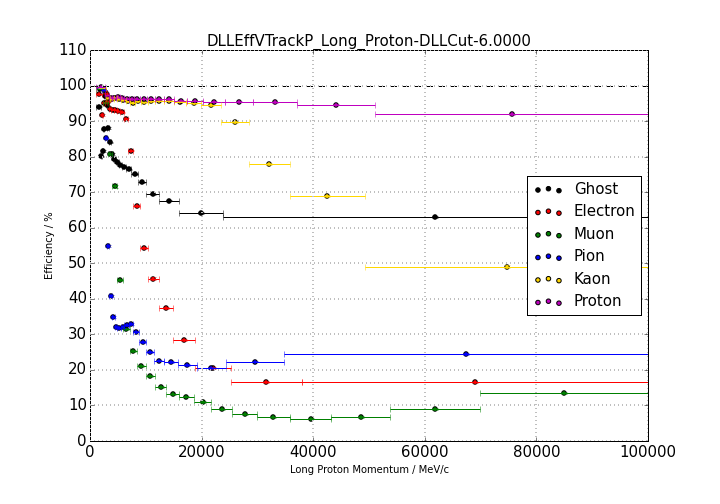 DLLEffVTrackP_Long_Proton-DLLCut-6.0000
110
100
90
80
70
60
50
40
30
20
10
0
Efficiency / %
Ghost
Electron
Muon
Pion
Kaon
Proton
0 20000 40000 60000 80000 100000
Long Proton Momentum / MeV/c